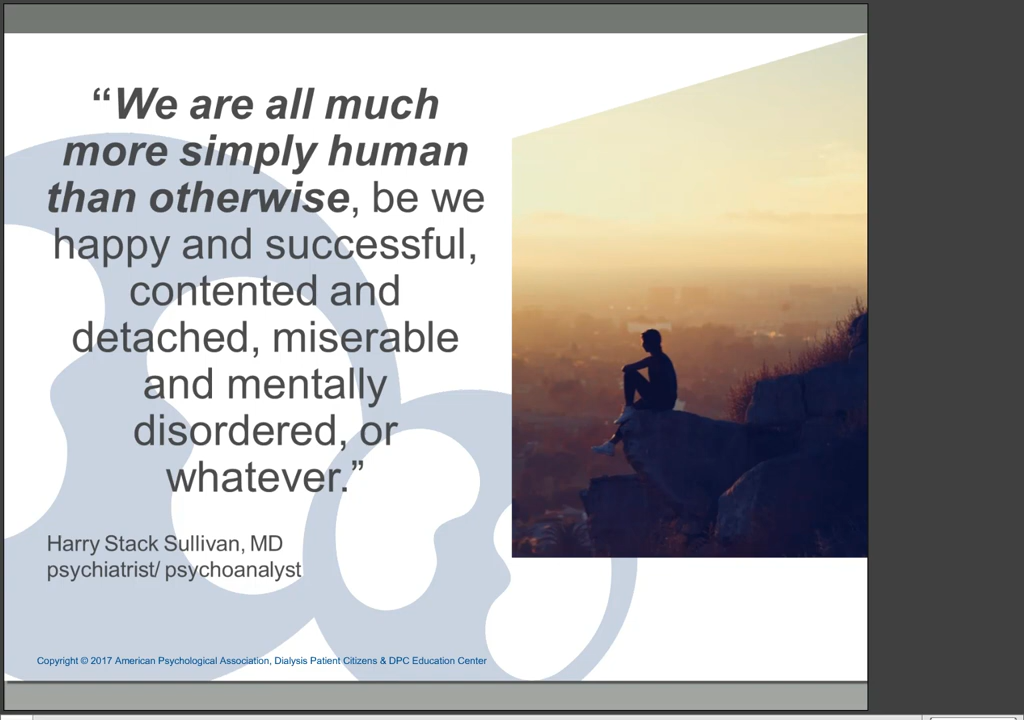 “We are all much
more simply human
than otherwise, be we
happy and successful,
contented and
detached, miserable
and mentally
disordered, or
whatever.”
Harry Stack Sullivan, MD
psychiatrist/ psychoanalyst
Copyright © 2017 American Psychological Association, Dialysis Patient Citizens & DPC Education Center